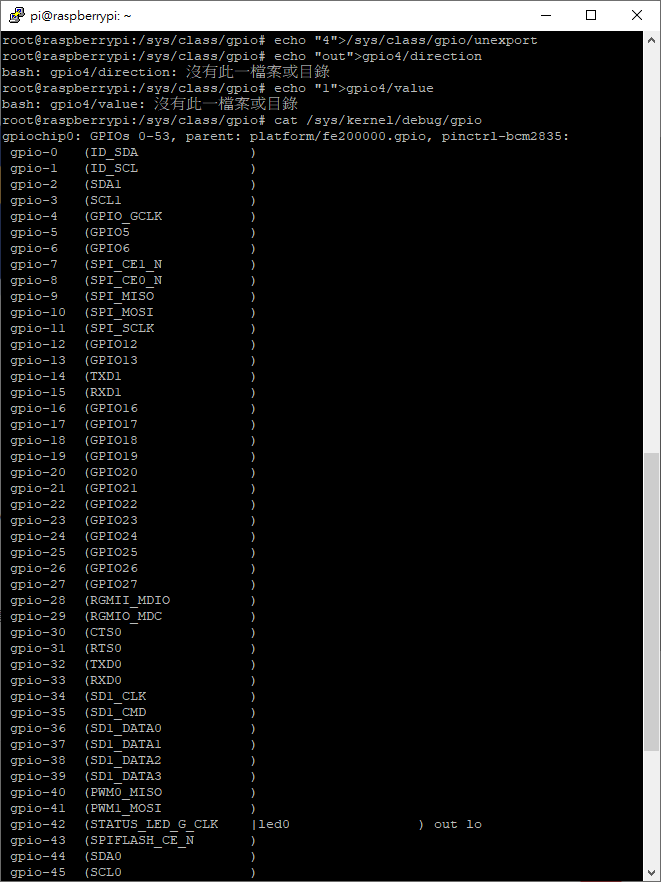 pi@raspberrypi: ~
root@raspberrypi:/sys/class/gpio# echo "4">/sys/class/gpio/unexport
root@raspberrypi:/sys/class/gpio# echo "out">gpio4/direction
bash: gpio4/direction: 沒有此一檔案或目錄
root@raspberrypi:/sys/class/gpio# echo "1">gpio4/value
bash: gpio4/value: 沒有此一檔案或目錄
root@raspberrypi:/sys/class/gpio# cat /sys/kernel/debug/gpio
gpiochip0: GPIOs 0-53, parent: platform/fe200000.gpio, pinctrl-bcm2835:
 gpio-0   (ID_SDA              )
 gpio-1   (ID_SCL              )
 gpio-2   (SDA1                )
 gpio-3   (SCL1                )
 gpio-4   (GPIO_GCLK           )
 gpio-5   (GPIO5               )
 gpio-6   (GPIO6               )
 gpio-7   (SPI_CE1_N           )
 gpio-8   (SPI_CE0_N           )
 gpio-9   (SPI_MISO            )
 gpio-10  (SPI_MOSI            )
 gpio-11  (SPI_SCLK            )
 gpio-12  (GPIO12              )
 gpio-13  (GPIO13              )
 gpio-14  (TXD1                )
 gpio-15  (RXD1                )
 gpio-16  (GPIO16              )
 gpio-17  (GPIO17              )
 gpio-18  (GPIO18              )
 gpio-19  (GPIO19              )
 gpio-20  (GPIO20              )
 gpio-21  (GPIO21              )
 gpio-22  (GPIO22              )
 gpio-23  (GPIO23              )
 gpio-24  (GPIO24              )
 gpio-25  (GPIO25              )
 gpio-26  (GPIO26              )
 gpio-27  (GPIO27              )
 gpio-28  (RGMII_MDIO          )
 gpio-29  (RGMIO_MDC           )
 gpio-30  (CTS0                )
 gpio-31  (RTS0                )
 gpio-32  (TXD0                )
 gpio-33  (RXD0                )
 gpio-34  (SD1_CLK             )
 gpio-35  (SD1_CMD             )
 gpio-36  (SD1_DATA0           )
 gpio-37  (SD1_DATA1           )
 gpio-38  (SD1_DATA2           )
 gpio-39  (SD1_DATA3           )
 gpio-40  (PWM0_MISO           )
 gpio-41  (PWM1_MOSI           )
 gpio-42  (STATUS_LED_G_CLK    |led0                ) out lo
 gpio-43  (SPIFLASH_CE_N       )
 gpio-44  (SDA0                )
 gpio-45  (SCL0                )